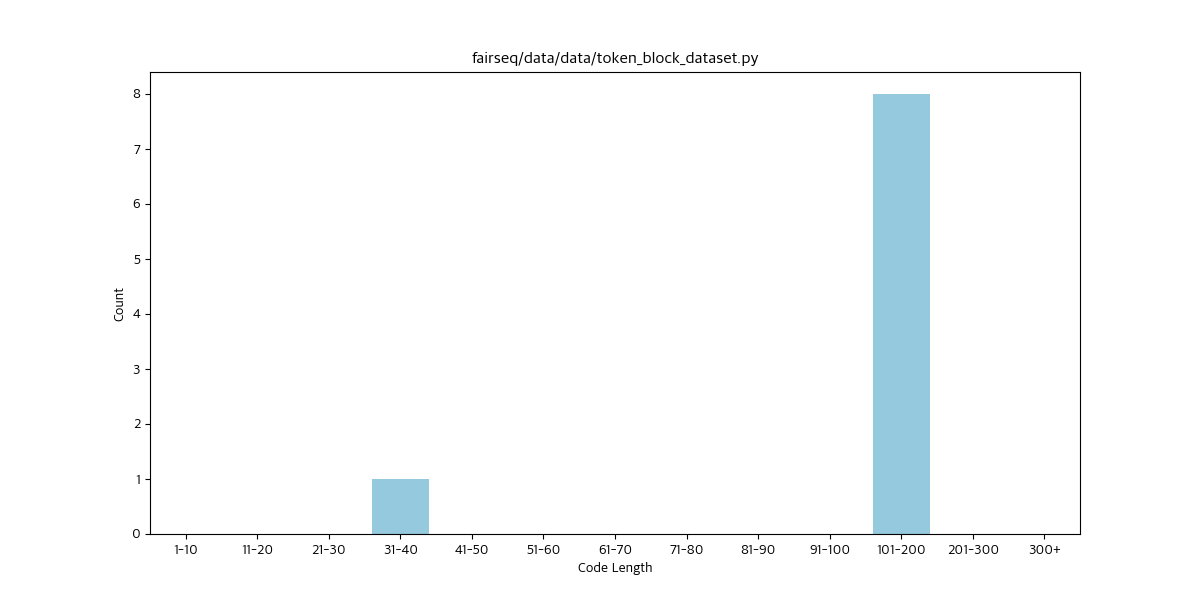 fairseq/data/data/token_block_dataset.py
8
7
6
5
4
3
2
1
0
Count
1-10 11-20 21-30 31-40 41-50 51-60 61-70 71-80 81-90 91-100 101-200 201-300 300+
Code Length